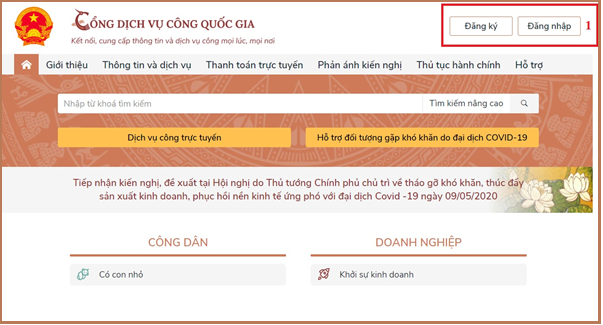 Đăng ký Đăng nhập 1
CỔNG DỊCH VỤ CÔNG QUỐC GIA
Kết nối, cung cấp thông tin và dịch vụ công mọi lúc, mọi nơi
Giới thiệu Thông tin và dịch vụ Thanh toán trực tuyến Phản ánh kiến nghị Thủ tục hành chính Hỗ trợ
Nhập từ khoá tìm kiếm Tìm kiếm nâng cao
Dịch vụ công trực tuyến Hỗ trợ đối tượng gặp khó khăn do đại dịch COVID-19
Tiếp nhận kiến nghị, đề xuất tại Hội nghị do Thủ tướng Chính phủ chủ trì về tháo gỡ khó khăn, thúc đẩy
sản xuất kinh doanh, phục hồi nền kinh tế ứng phó với đại dịch Covid -19 ngày 09/05/2020
CÔNG DÂN DOANH NGHIỆP
Có con nhỏ Khởi sự kinh doanh